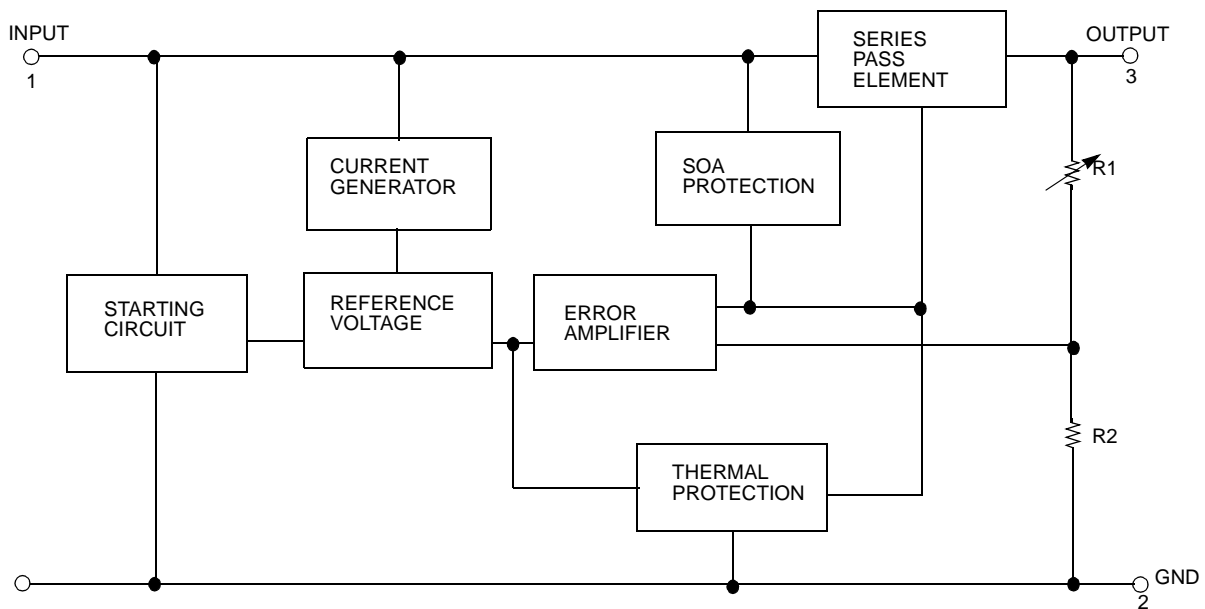 INPUT
1
SERIES
PASS
ELEMENT
OUTPUT
3
CURRENT
GENERATOR
SOA
PROTECTION
R1
STARTING
CIRCUIT
REFERENCE
VOLTAGE
ERROR
AMPLIFIER
R2
THERMAL
PROTECTION
GND
2